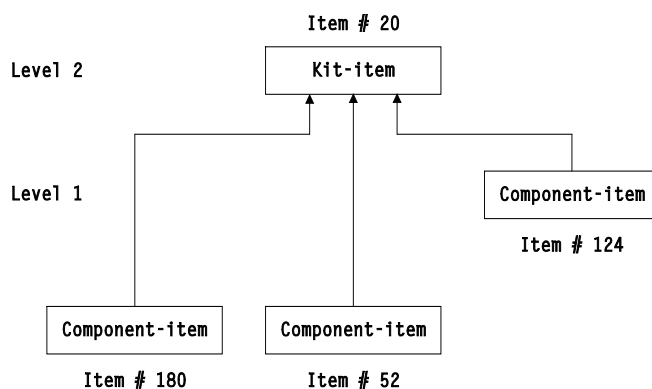 Item # 20
Level 2
Kit-item
Level 1
Component-item
Item # 124
Component-item
Component-item
Item # 180
Item # 52